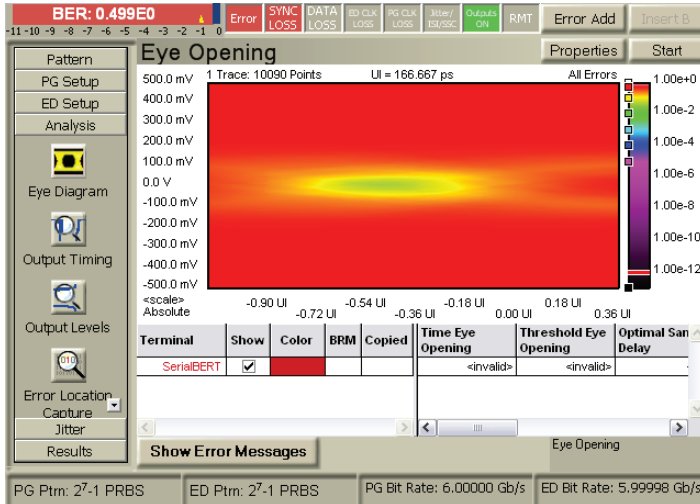 BER: 0.499E0
-11 -10 -9 -8 -7 -6 -5 -4 -3 -2 -1 0
Error
SYNC LOSS
DATA LOSS
ED CLK LOSS
PG CLK LOSS
Jitter/ ISI/SSC
Outputs ON
RMT
Error Add
Insert B
Eye Opening
Properties
Start
Pattern
PG Setup
ED Setup
Analysis
Eye Diagram
Output Timing
Output Levels
010
Error Location
Capture
Jitter
Results
1 Trace: 10090 Points
UI = 166.667 ps
All Errors
500.0 mV
400.0 mV
300.0 mV
200.0 mV
100.0 mV
0.0 V
-100.0 mV
-200.0 mV
-300.0 mV
-400.0 mV
-500.0 mV
1.00e+0
1.00e-2
1.00e-4
1.00e-6
1.00e-8
1.00e-10
1.00e-12
<scale>
Absolute
-0.90 UI
-0.72 UI
-0.54 UI
-0.36 UI
-0.18 UI
0.00 UI
0.18 UI
0.36 UI
Terminal
Show
Color
BRM
Copied
Time Eye
Opening
Threshold Eye
Opening
Optimal San
Delay
SerialBERT
<invalid>
<invalid>
Show Error Messages
Eye Opening
PG Ptrn: 2⁷-1 PRBS
ED Ptrn: 2⁷-1 PRBS
PG Bit Rate: 6.00000 Gb/s
ED Bit Rate: 5.99998 Gb/s